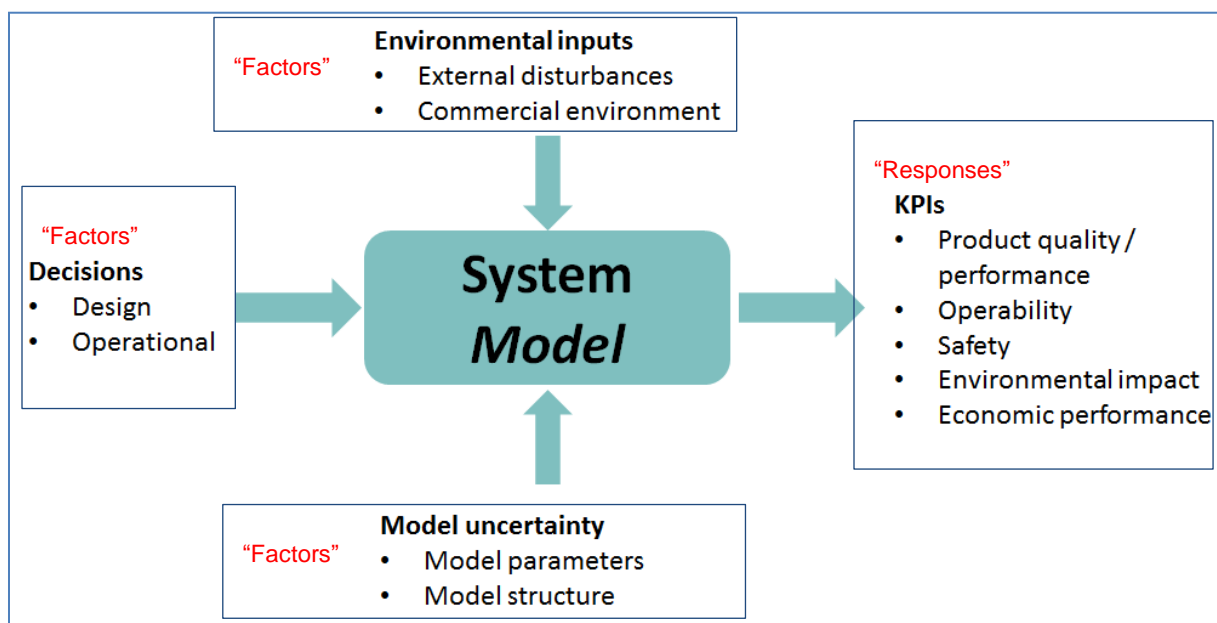 Environmental inputs
“Factors”
• External disturbances
• Commercial environment
“Factors”
Decisions
• Design
• Operational
System
Model
“Responses”
KPIs
• Product quality /
performance
• Operability
• Safety
• Environmental impact
• Economic performance
Model uncertainty
“Factors”
• Model parameters
• Model structure